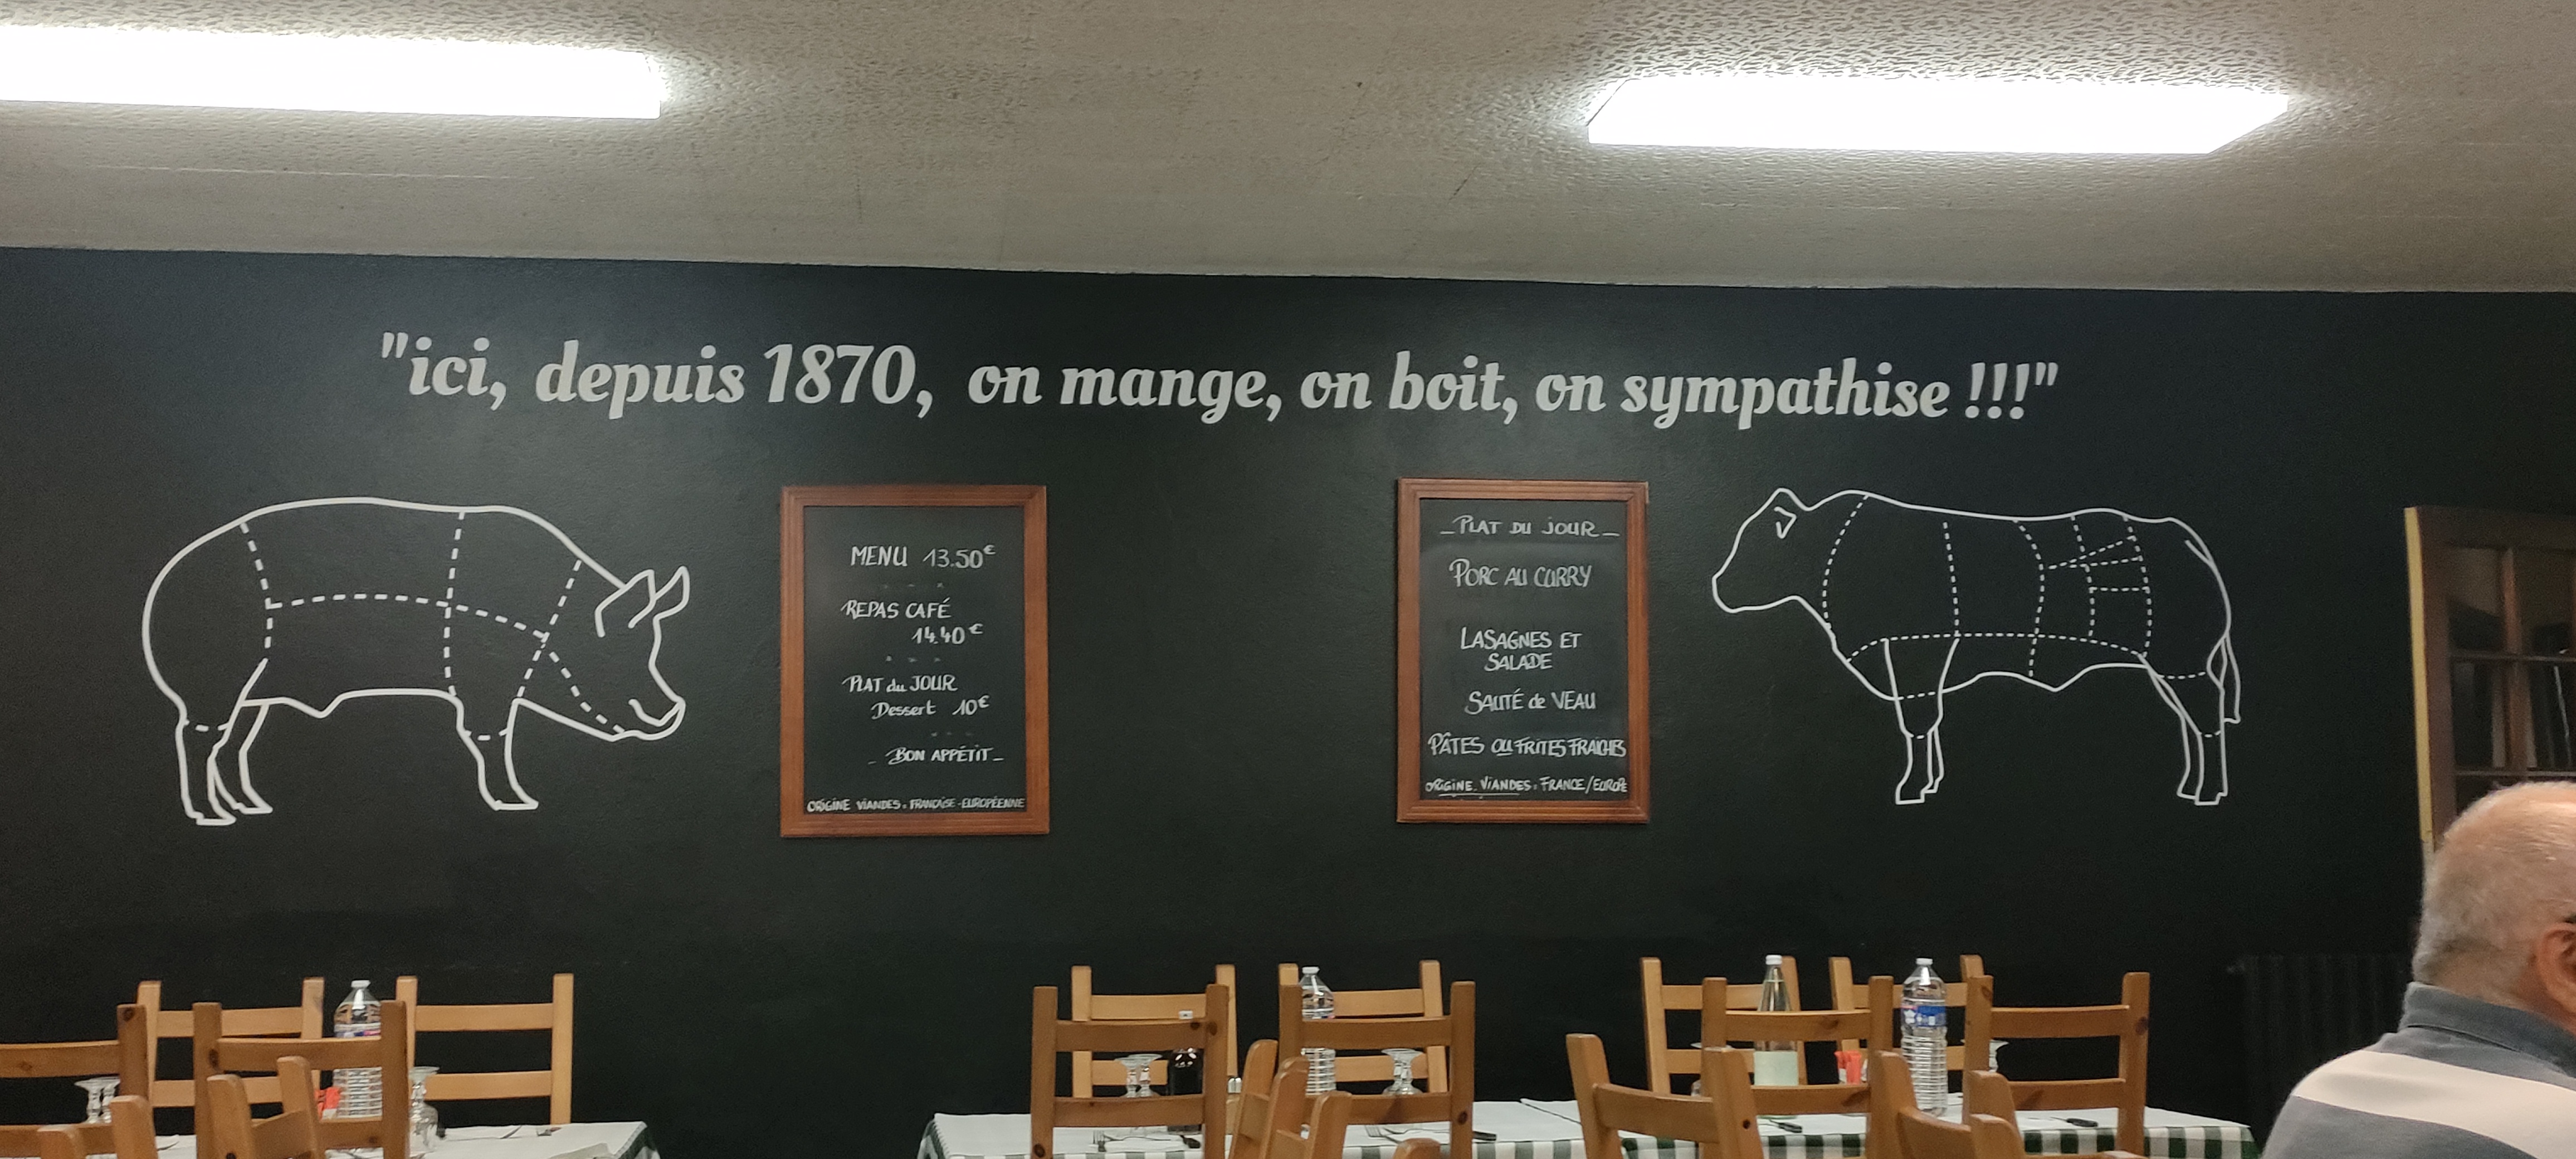 "ici, depuis 1870, on mange, on boit, on sympathise !!!"
MENU 13.50€
REPAS CAFÉ
14.40€
PLAT du JOUR
Dessert 10€
_ BON APPÉTIT _
ORIGINE VIANDES : FRANÇAISE - EUROPÉENNE
_ PLAT DU JOUR _
PORC AU CURRY
LASAGNES ET
SALADE
SAUTÉ de VEAU
PÂTES OU FRITES FRAICHES
ORIGINE VIANDES : FRANCE/EUROPE